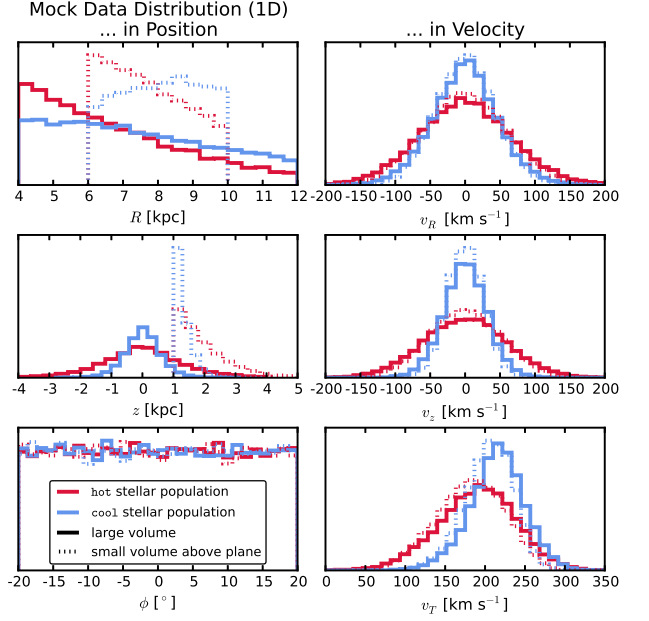 Mock Data Distribution (1D)
... in Position
... in Velocity
4 5 6 7 8 9 10 11 12
R [kpc]
-200 -150 -100 -50 0 50 100 150 200
v_R [km s⁻¹]
-4 -3 -2 -1 0 1 2 3 4 5
z [kpc]
-200 -150 -100 -50 0 50 100 150 200
v_z [km s⁻¹]
hot stellar population
cool stellar population
large volume
small volume above plane
-20 -15 -10 -5 0 5 10 15 20
ϕ [°]
0 50 100 150 200 250 300 350
v_T [km s⁻¹]